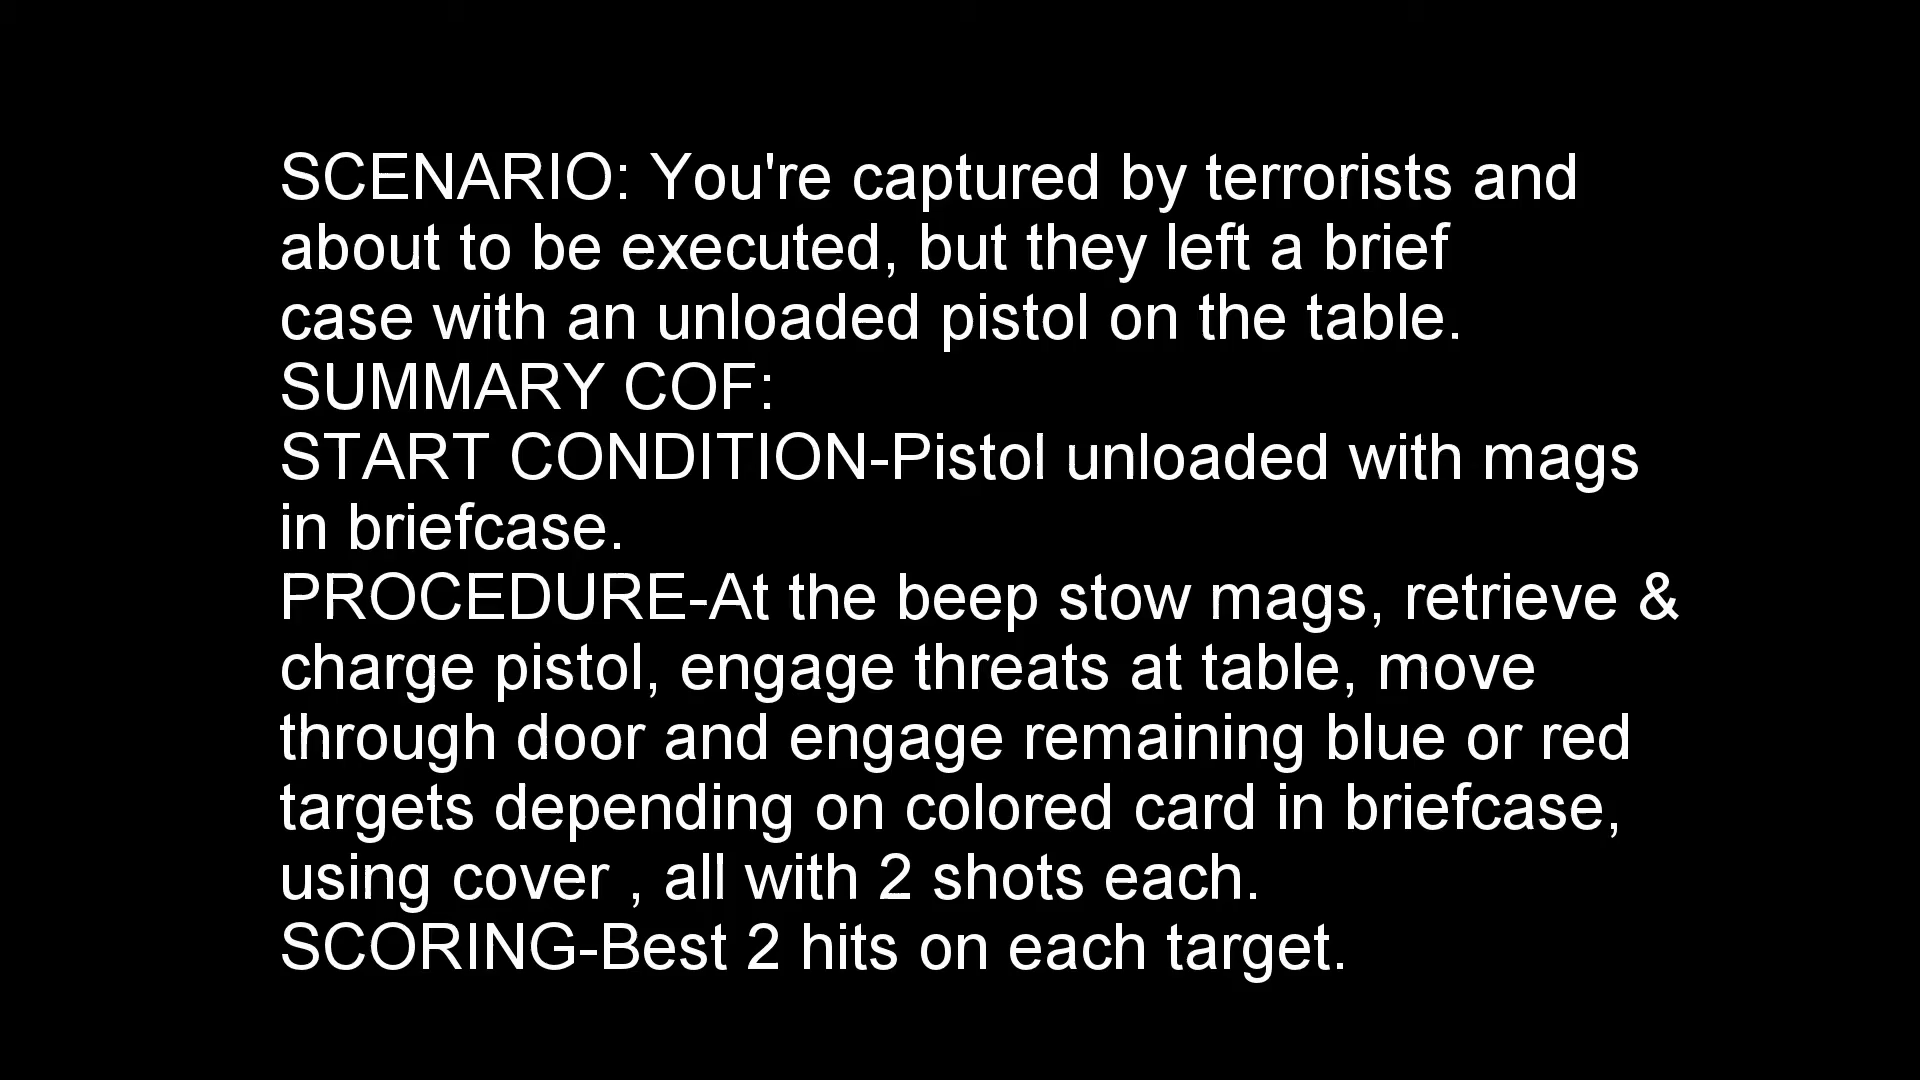 SCENARIO: You're captured by terrorists and
about to be executed, but they left a brief
case with an unloaded pistol on the table.
SUMMARY COF:
START CONDITION-Pistol unloaded with mags
in briefcase.
PROCEDURE-At the beep stow mags, retrieve &
charge pistol, engage threats at table, move
through door and engage remaining blue or red
targets depending on colored card in briefcase,
using cover , all with 2 shots each.
SCORING-Best 2 hits on each target.